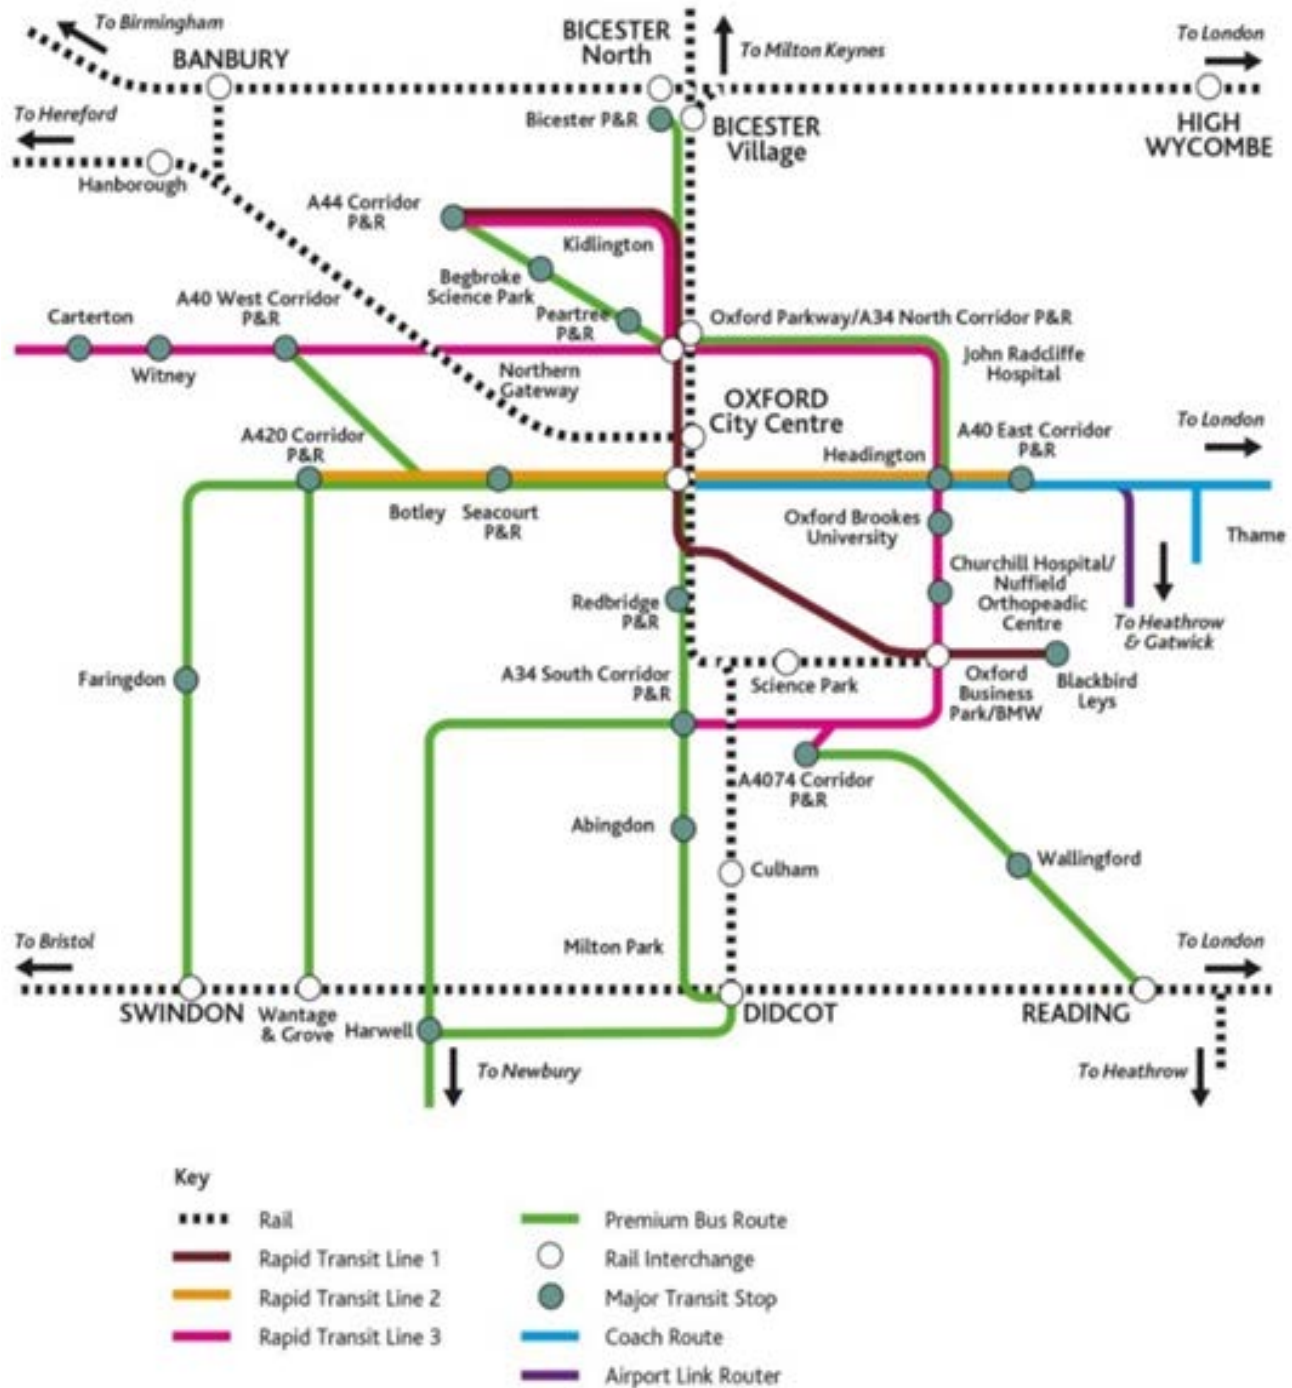 To Birmingham
BANBURY
BICESTER
North
To Milton Keynes
To London
To Hereford
Hanborough
Bicester P&R
BICESTER
Village
HIGH
WYCOMBE
A44 Corridor
P&R
Kidlington
Begbroke
Science Park
Peartree
P&R
Carterton
A40 West Corridor
P&R
Witney
Oxford Parkway/A34 North Corridor P&R
Northern
Gateway
John Radcliffe
Hospital
OXFORD
City Centre
To London
A420 Corridor
P&R
Headington
A40 East Corridor
P&R
Botley
Seacourt
P&R
Oxford Brookes
University
Thame
Churchill Hospital/
Nuffield
Orthopeadic
Centre
Redbridge
P&R
To Heathrow
& Gatwick
Faringdon
A34 South Corridor
P&R
Science Park
Oxford
Business
Park/BMW
Blackbird
Leys
A4074 Corridor
P&R
Abingdon
Culham
Wallingford
To Bristol
Milton Park
To London
SWINDON
Wantage
& Grove
Harwell
DIDCOT
READING
To Newbury
To Heathrow
Key
Rail
Rapid Transit Line 1
Rapid Transit Line 2
Rapid Transit Line 3
Premium Bus Route
Rail Interchange
Major Transit Stop
Coach Route
Airport Link Router